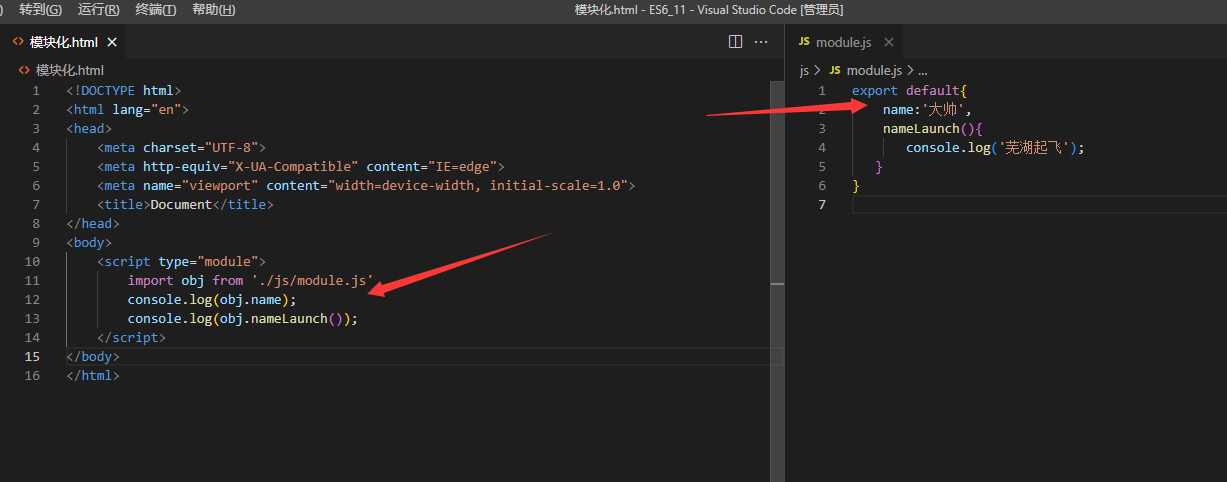 ) 转到(G) 运行(R) 终端(T) 帮助(H) 模块化.html - ES6_11 - Visual Studio Code [管理员]
<> 模块化.html × ···
<> 模块化.html
1 <!DOCTYPE html>
2 <html lang="en">
3 <head>
4 <meta charset="UTF-8">
5 <meta http-equiv="X-UA-Compatible" content="IE=edge">
6 <meta name="viewport" content="width=device-width, initial-scale=1.0">
7 <title>Document</title>
8 </head>
9 <body>
10 <script type="module">
11 import obj from './js/module.js'
12 console.log(obj.name);
13 console.log(obj.nameLaunch());
14 </script>
15 </body>
16 </html>
JS module.js ×
js > JS module.js > ...
1 export default{
2 name:'大帅',
3 nameLaunch(){
4 console.log('芜湖起飞');
5 }
6 }
7